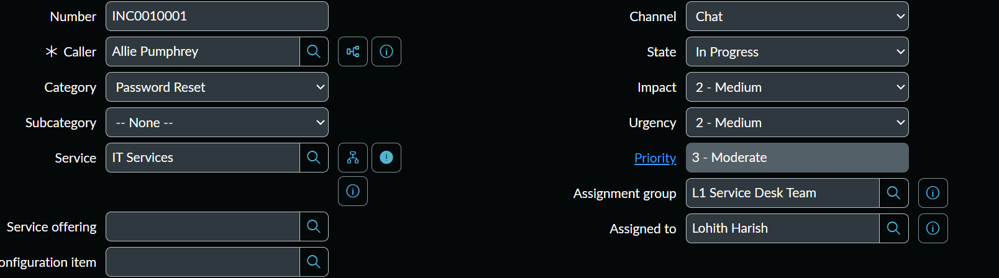 Number INC0010001
Caller Allie Pumphrey
Category Password Reset
Subcategory -- None --
Service IT Services
Service offering
onfiguration item
Channel Chat
State In Progress
Impact 2 - Medium
Urgency 2 - Medium
Priority 3 - Moderate
Assignment group L1 Service Desk Team
Assigned to Lohith Harish